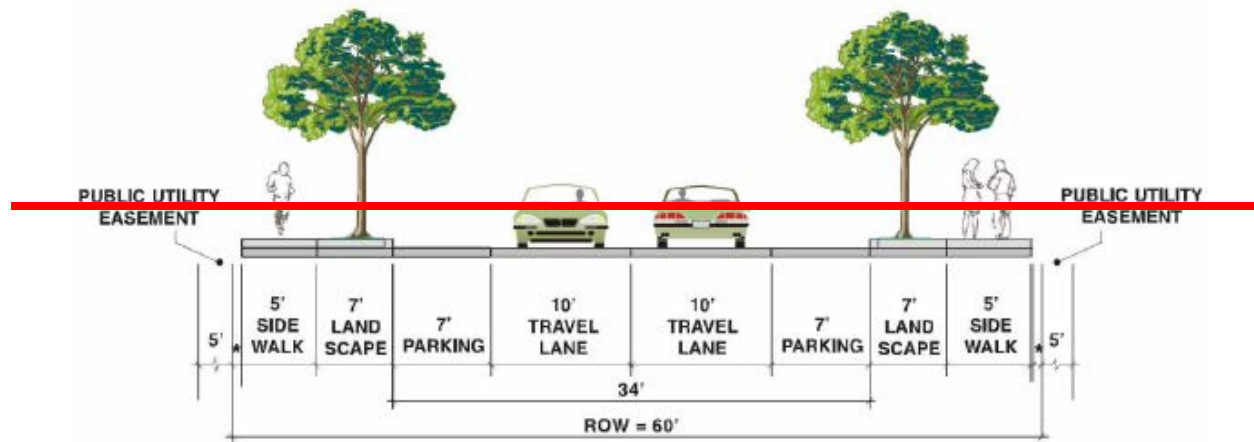 PUBLIC UTILITY
EASEMENT
PUBLIC UTILITY
EASEMENT
5'
*
5'
SIDE
WALK
7'
LAND
SCAPE
7'
PARKING
10'
TRAVEL
LANE
10'
TRAVEL
LANE
7'
PARKING
7'
LAND
SCAPE
5'
SIDE
WALK
*
5'
34'
ROW = 60'